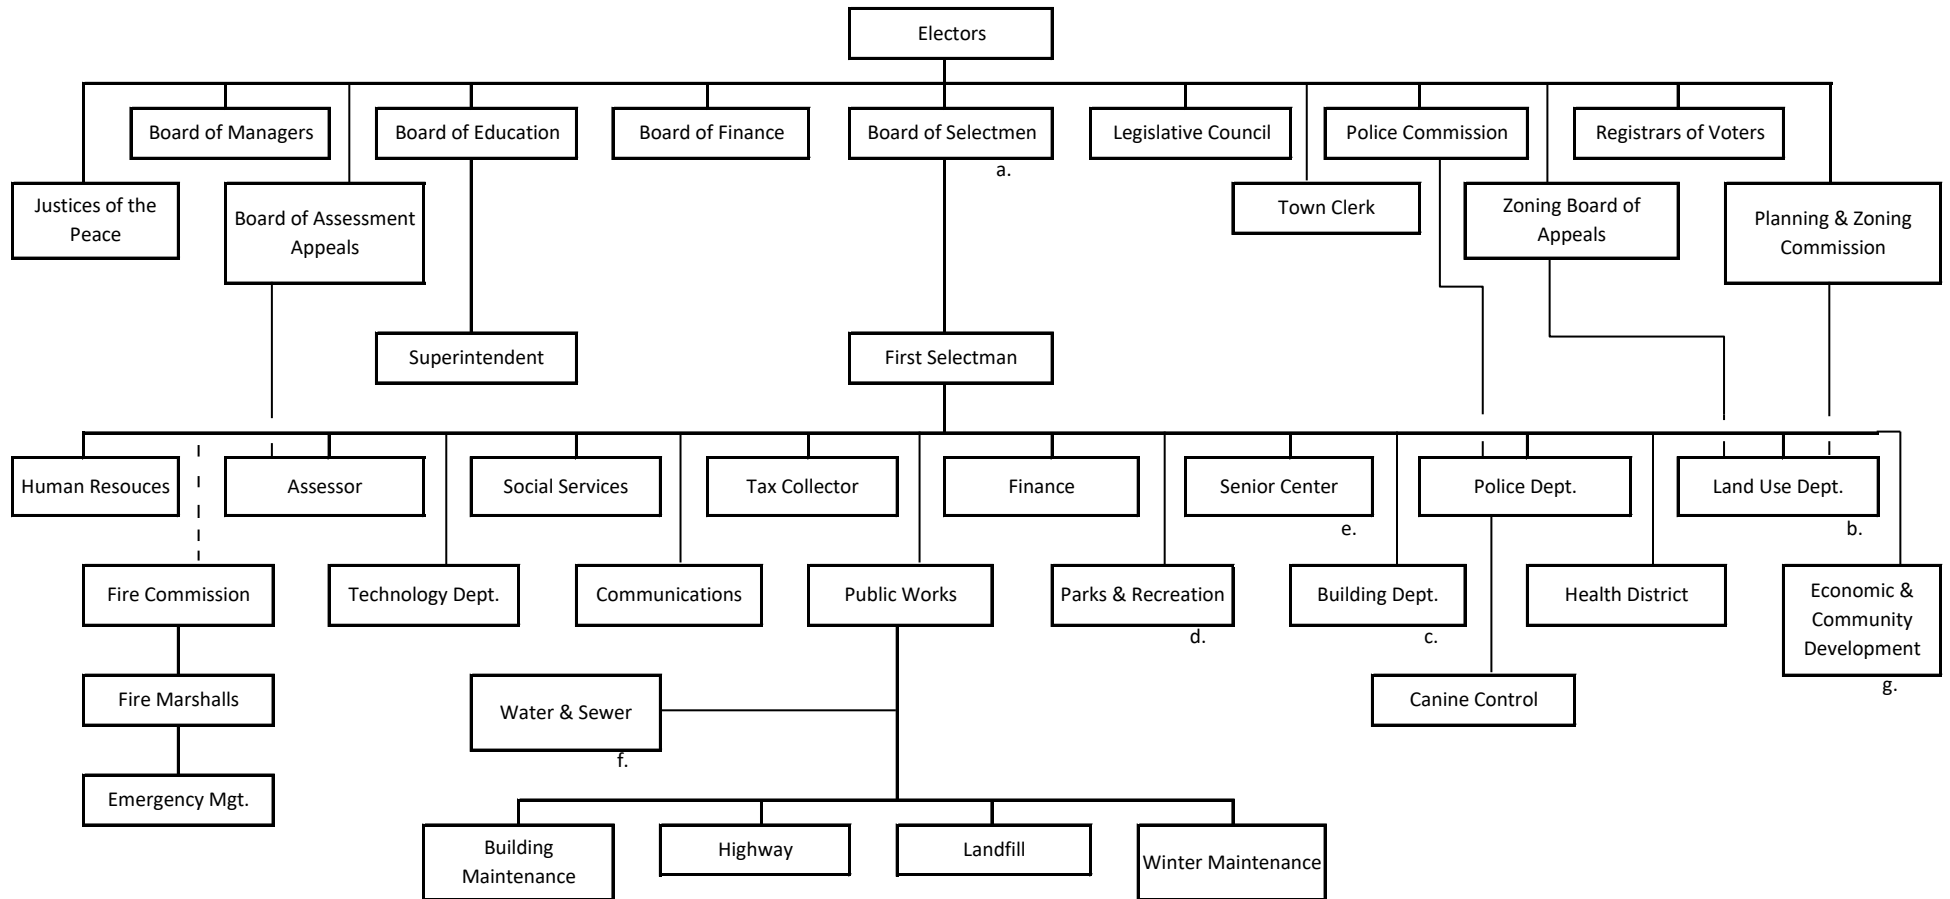 Electors
Board of Managers
Board of Education
Board of Finance
Board of Selectmen
Legislative Council
Police Commission
Registrars of Voters
a.
Justices of the
Peace
Board of Assessment
Appeals
Town Clerk
Zoning Board of
Appeals
Planning & Zoning
Commission
Superintendent
First Selectman
Human Resouces
Assessor
Social Services
Tax Collector
Finance
Senior Center
Police Dept.
Land Use Dept.
e.
b.
Fire Commission
Technology Dept.
Communications
Public Works
Parks & Recreation
Building Dept.
Health District
Economic &
Community
Development
d.
c.
g.
Fire Marshalls
Water & Sewer
Canine Control
f.
Emergency Mgt.
Building
Maintenance
Highway
Landfill
Winter Maintenance